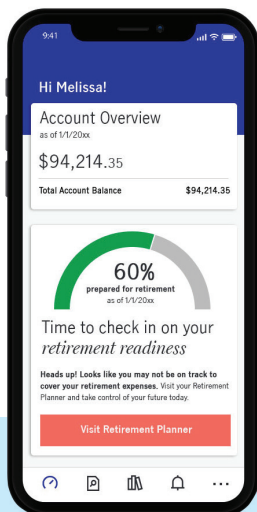 9:41
Hi Melissa!
Account Overview
as of 1/1/20xx
$94,214.35
Total Account Balance $94,214.35
60%
prepared for retirement
as of 1/1/20xx
Time to check in on your
retirement readiness
Heads up! Looks like you may not be on track to
cover your retirement expenses. Visit your Retirement
Planner and take control of your future today.
Visit Retirement Planner